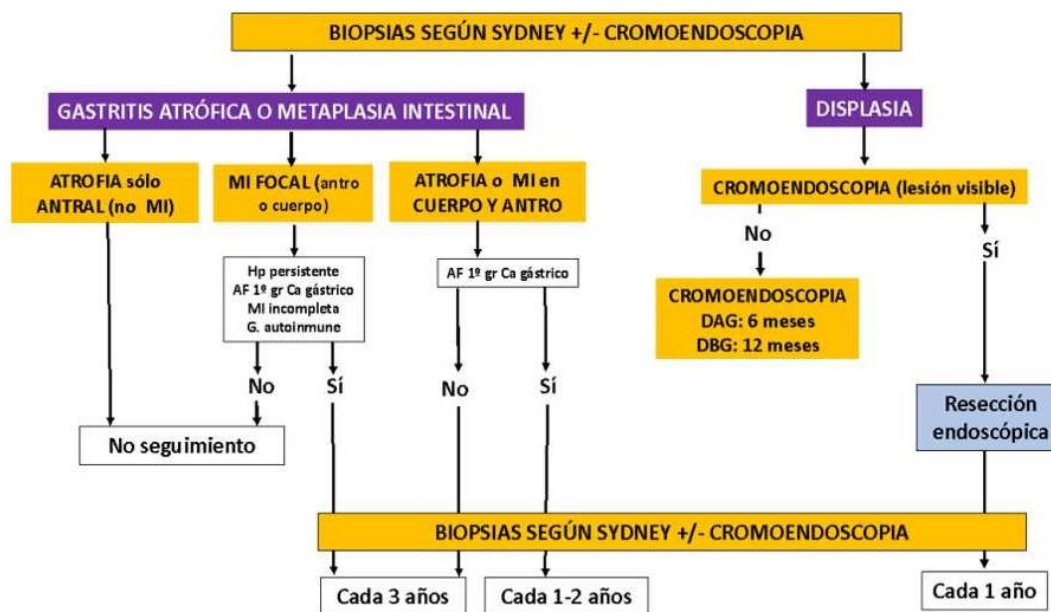 BIOPSIAS SEGÚN SYDNEY +/- CROMOENDOSCOPIA
GASTRITIS ATRÓFICA O METAPLASIA INTESTINAL
DISPLASIA
ATROFIA sólo
ANTRAL (no MI)
MI FOCAL (antro
o cuerpo)
ATROFIA o MI en
CUERPO Y ANTRO
CROMOENDOSCOPIA (lesión visible)
Hp persistente
AF 1º gr Ca gástrico
MI incompleta
G. autoinmune
AF 1º gr Ca gástrico
No
Sí
CROMOENDOSCOPIA
DAG: 6 meses
DBG: 12 meses
No
Sí
No
Sí
No seguimiento
Resección
endoscópica
BIOPSIAS SEGÚN SYDNEY +/- CROMOENDOSCOPIA
Cada 3 años
Cada 1-2 años
Cada 1 año